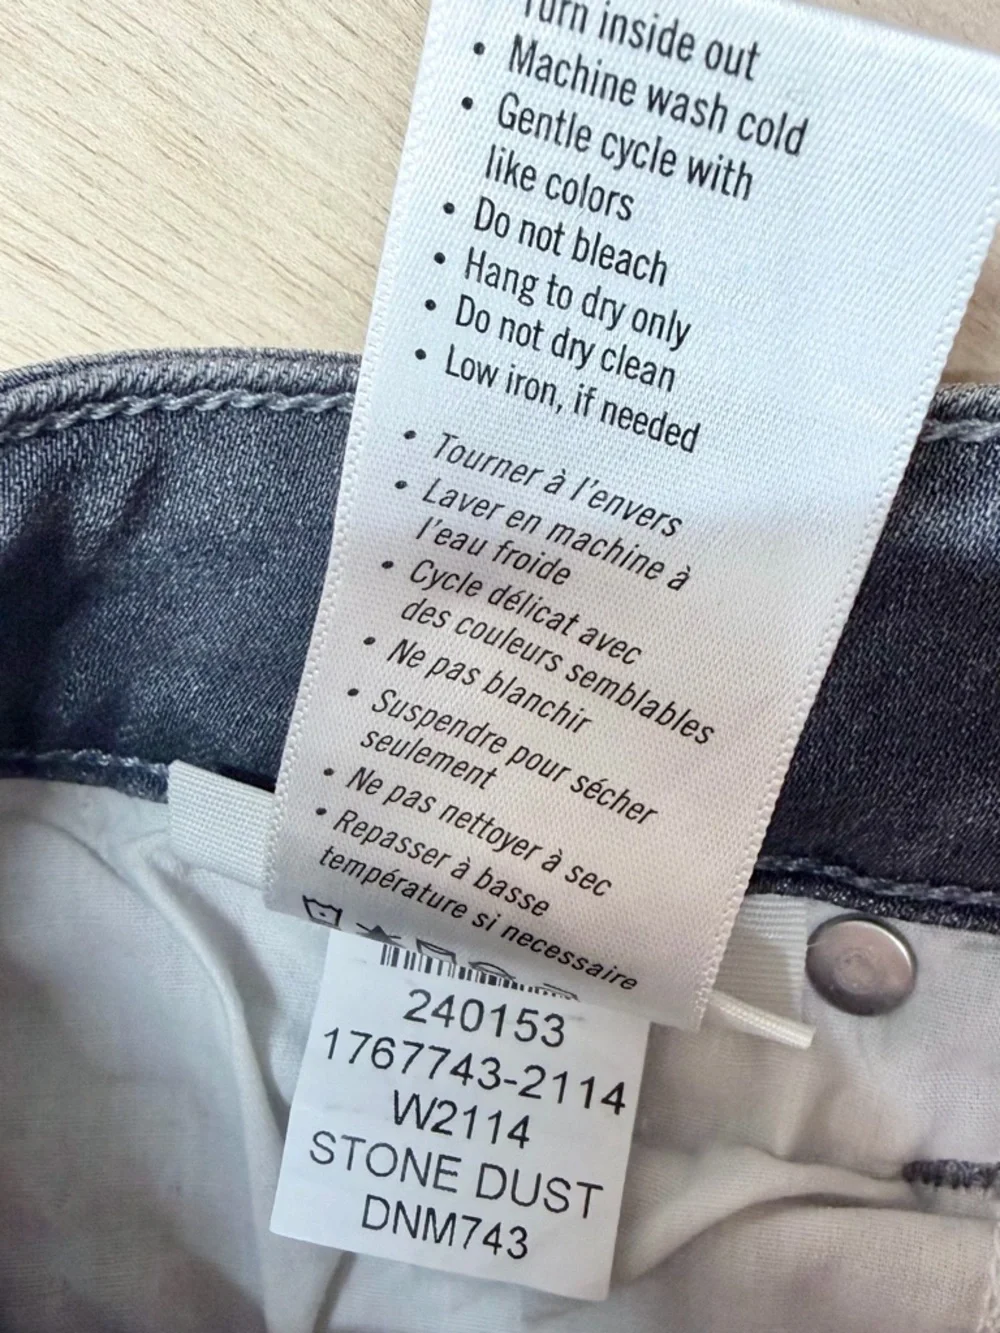 Turn inside out
• Machine wash cold
• Gentle cycle with
like colors
• Do not bleach
• Hang to dry only
• Do not dry clean
• Low iron, if needed
• Tourner à l'envers
• Laver en machine à
l'eau froide
• Cycle délicat avec
des couleurs semblables
• Ne pas blanchir
• Suspendre pour sécher
seulement
• Ne pas nettoyer à sec
• Repasser à basse
température si necessaire
240153
1767743-2114
W2114
STONE DUST
DNM743